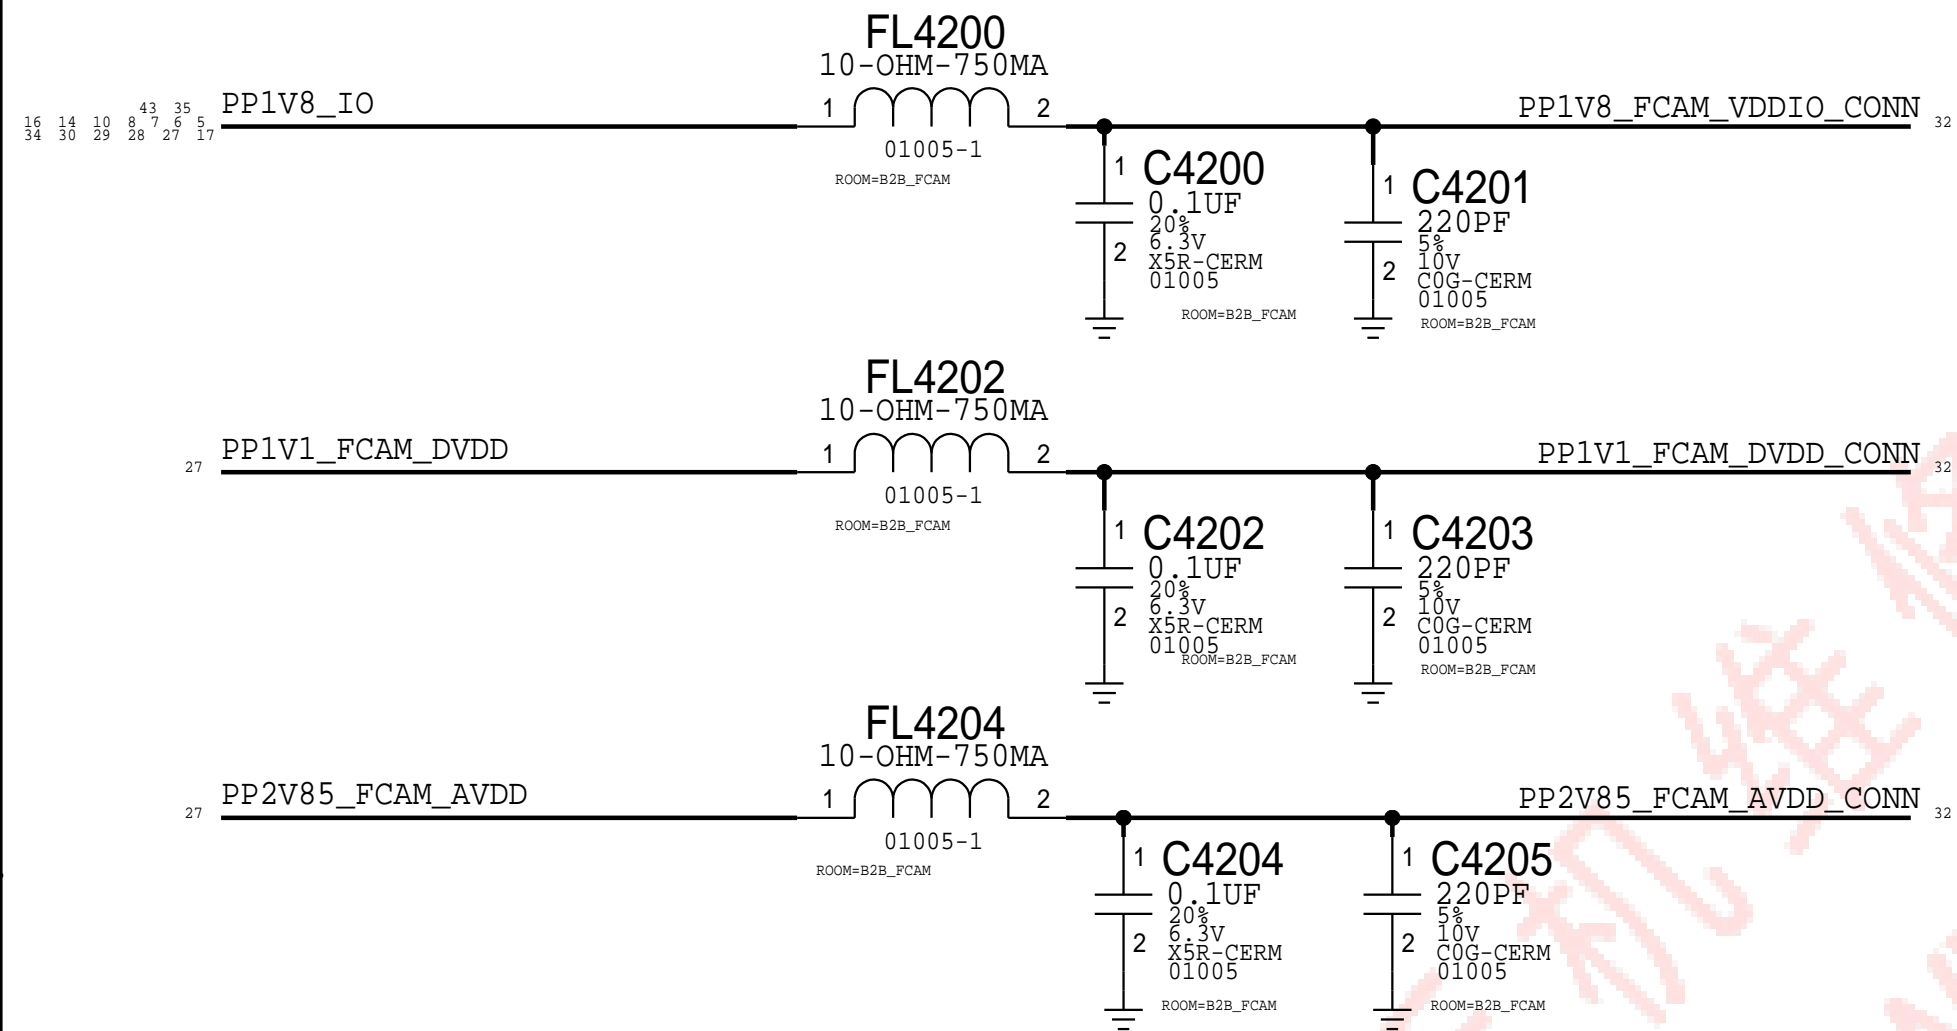 FL4200
10-OHM-750MA
43 35
PP1V8_IO
1
2
PP1V8_FCAM_VDDIO_CONN
16 14 10 8 7 6 5
32
34 30 29 28 27 17
01005-1
ROOM=B2B_FCAM
1
C4200
0.1UF
20%
6.3V
2
X5R-CERM
01005
ROOM=B2B_FCAM
1
C4201
220PF
5%
10V
2
C0G-CERM
01005
ROOM=B2B_FCAM
FL4202
10-OHM-750MA
27
PP1V1_FCAM_DVDD
1
2
PP1V1_FCAM_DVDD_CONN
32
01005-1
ROOM=B2B_FCAM
1
C4202
0.1UF
20%
6.3V
2
X5R-CERM
01005
ROOM=B2B_FCAM
1
C4203
220PF
5%
10V
2
C0G-CERM
01005
ROOM=B2B_FCAM
FL4204
10-OHM-750MA
27
PP2V85_FCAM_AVDD
1
2
PP2V85_FCAM_AVDD_CONN
32
01005-1
ROOM=B2B_FCAM
1
C4204
0.1UF
20%
6.3V
2
X5R-CERM
01005
ROOM=B2B_FCAM
1
C4205
220PF
5%
10V
2
C0G-CERM
01005
ROOM=B2B_FCAM
机维